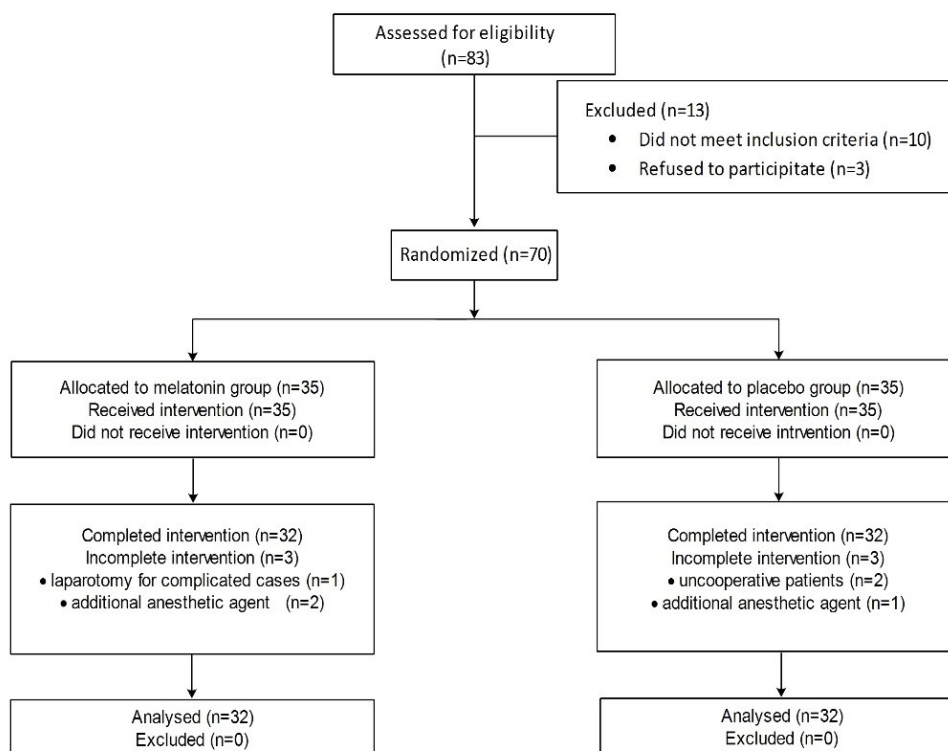 Assessed for eligibility
(n=83)
Excluded (n=13)
• Did not meet inclusion criteria (n=10)
• Refused to participitate (n=3)
Randomized (n=70)
Allocated to melatonin group (n=35)
Received intervention (n=35)
Did not receive intervention (n=0)
Allocated to placebo group (n=35)
Received intervention (n=35)
Did not receive intrvention (n=0)
Completed intervention (n=32)
Incomplete intervention (n=3)
• laparotomy for complicated cases (n=1)
• additional anesthetic agent (n=2)
Completed intervention (n=32)
Incomplete intervention (n=3)
• uncooperative patients (n=2)
• additional anesthetic agent (n=1)
Analysed (n=32)
Excluded (n=0)
Analysed (n=32)
Excluded (n=0)